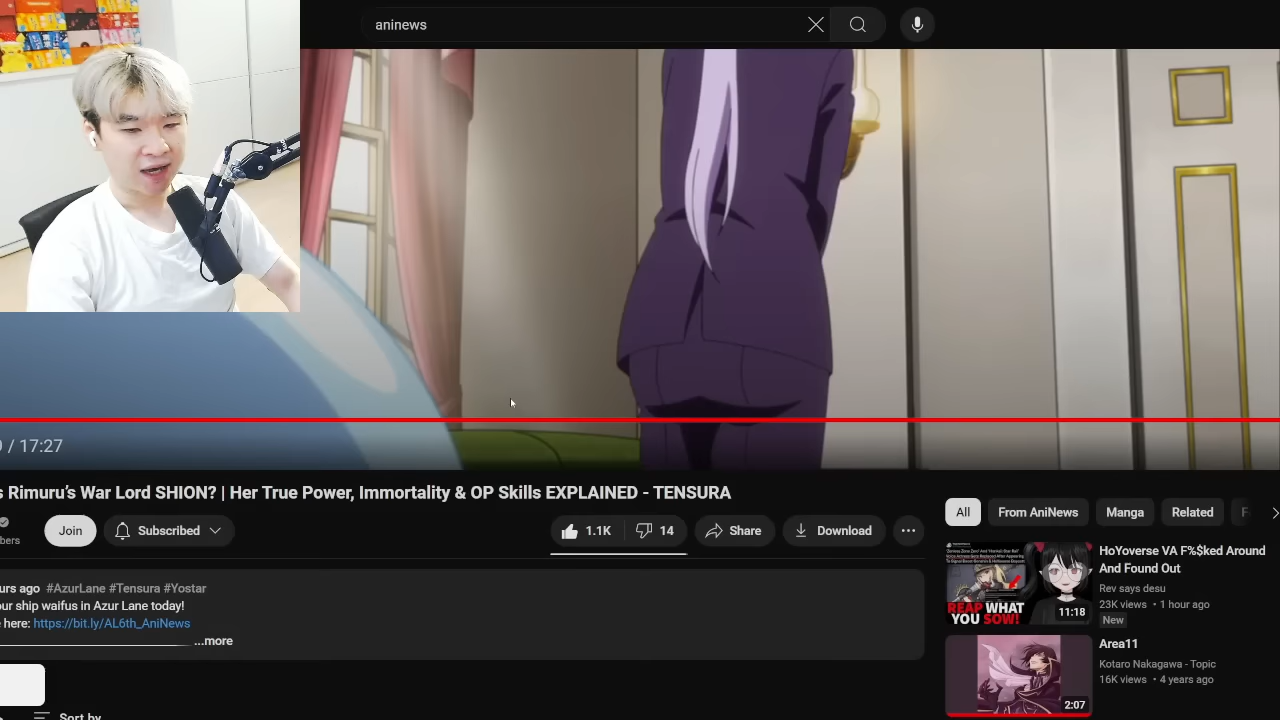 aninews
/ 17:27
s Rimuru's War Lord SHION? | Her True Power, Immortality & OP Skills EXPLAINED - TENSURA
bers
Join
Subscribed
1.1K
14
Share
Download
urs ago #AzurLane #Tensura #Yostar
our ship waifus in Azur Lane today!
e here: https://bit.ly/AL6th_AniNews
...more
Sort by
All
From AniNews
Manga
Related
REAP WHAT
YOU SOW!
11:18
HoYoverse VA F%$ked Around
And Found Out
Rev says desu
23K views • 1 hour ago
New
2:07
Area11
Kotaro Nakagawa - Topic
16K views • 4 years ago